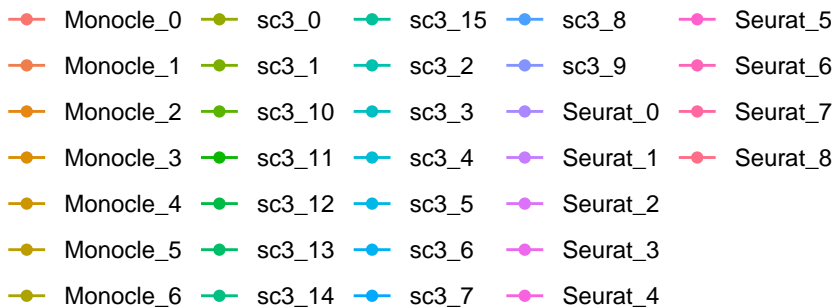 Monocle_0 sc3_0 sc3_15 sc3_8 Seurat_5
Monocle_1 sc3_1 sc3_2 sc3_9 Seurat_6
Monocle_2 sc3_10 sc3_3 Seurat_0 Seurat_7
Monocle_3 sc3_11 sc3_4 Seurat_1 Seurat_8
Monocle_4 sc3_12 sc3_5 Seurat_2
Monocle_5 sc3_13 sc3_6 Seurat_3
Monocle_6 sc3_14 sc3_7 Seurat_4